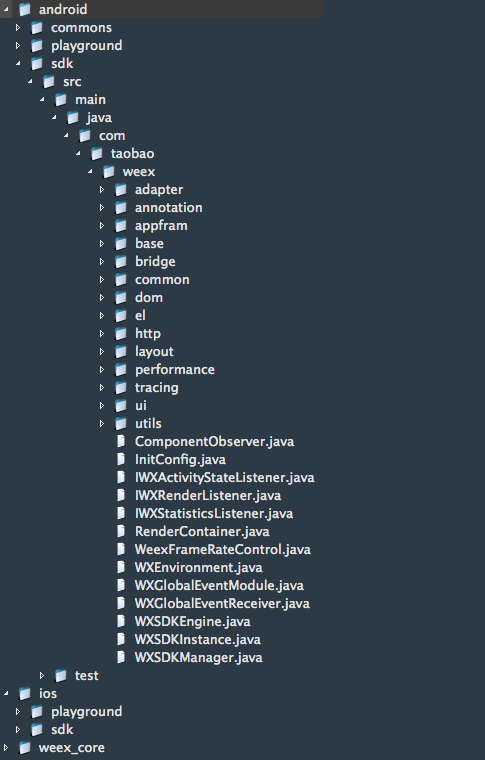 android
commons
playground
sdk
src
main
java
com
taobao
weex
adapter
annotation
appfram
base
bridge
common
dom
el
http
layout
performance
tracing
ui
utils
ComponentObserver.java
InitConfig.java
IWXActivityStateListener.java
IWXRenderListener.java
IWXStatisticsListener.java
RenderContainer.java
WeexFrameRateControl.java
WXEnvironment.java
WXGlobalEventModule.java
WXGlobalEventReceiver.java
WXSDKEngine.java
WXSDKInstance.java
WXSDKManager.java
test
ios
playground
sdk
weex_core